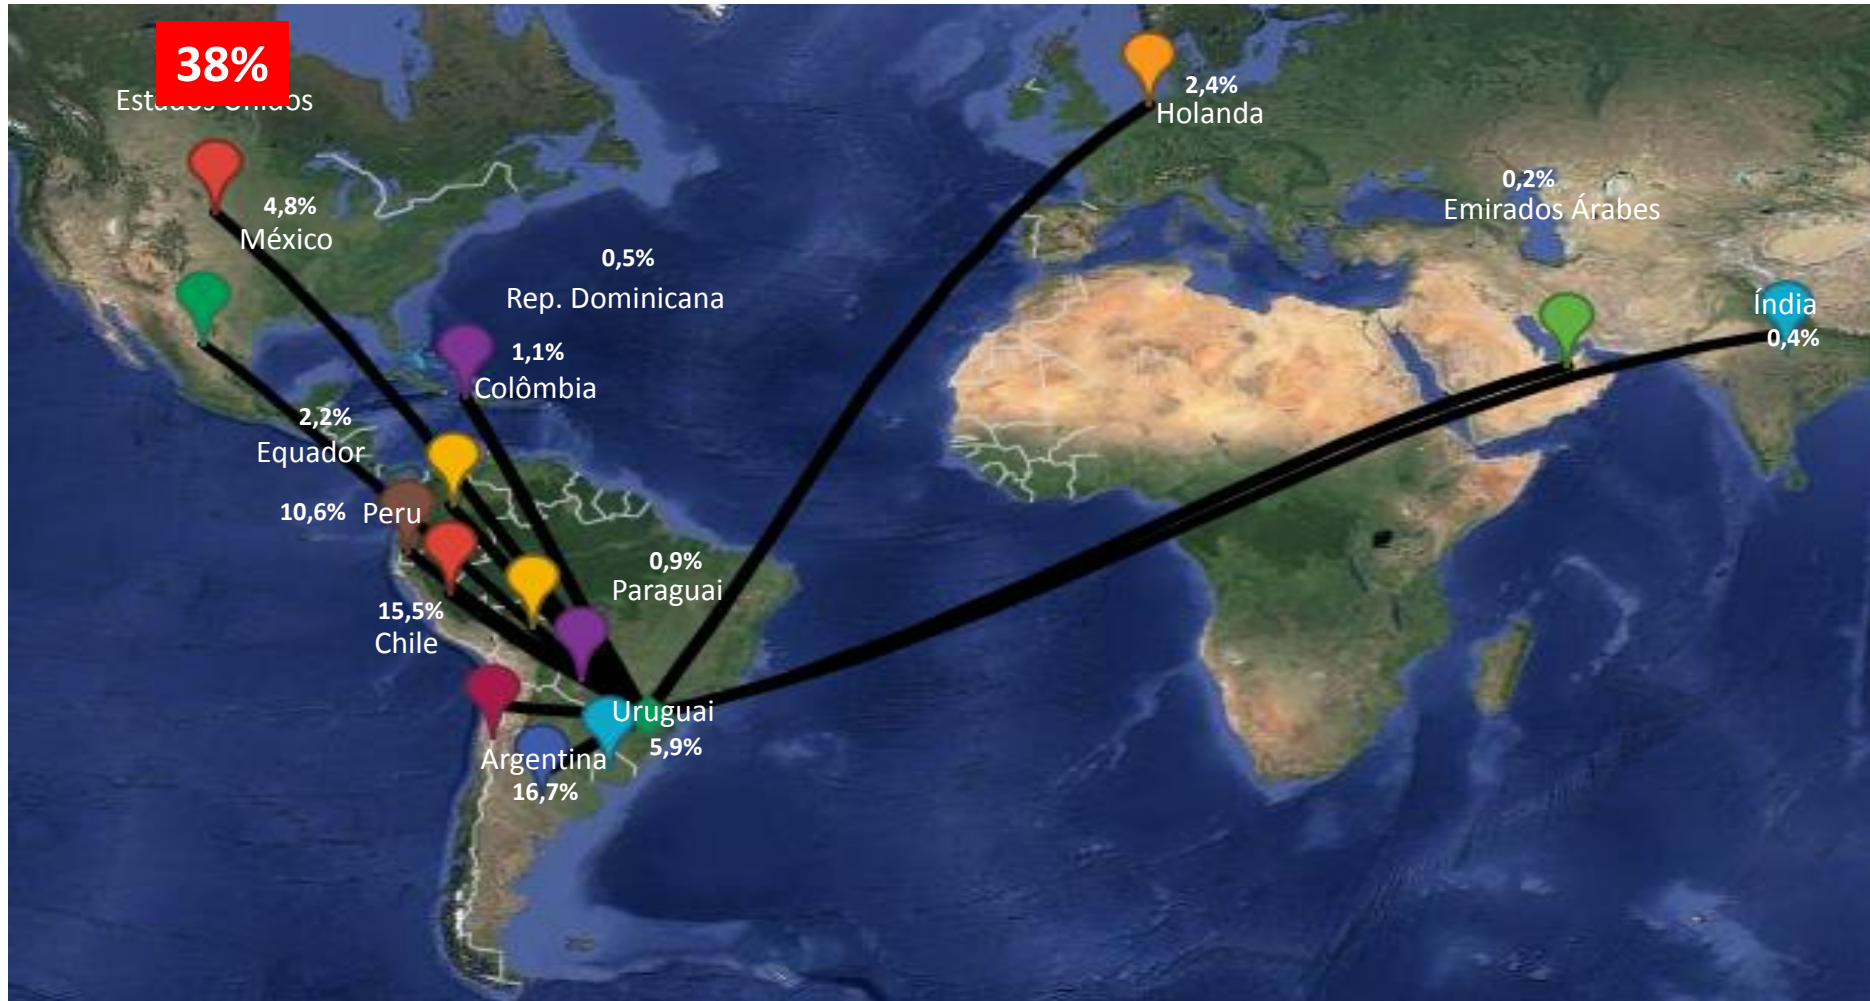 38%
Estados Unidos
4,8%
México
0,5%
Rep. Dominicana
1,1%
Colômbia
2,2%
Equador
10,6% Peru
15,5%
Chile
0,9%
Paraguai
Uruguai
5,9%
Argentina
16,7%
2,4%
Holanda
0,2%
Emirados Árabes
Índia
0,4%